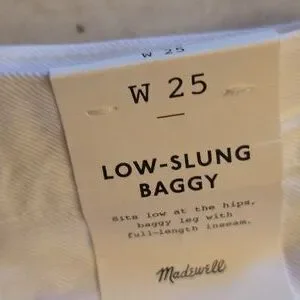 W 25
W 25
LOW-SLUNG
BAGGY
Sits low at the hips,
baggy leg with
full-length inseam.
Madewell